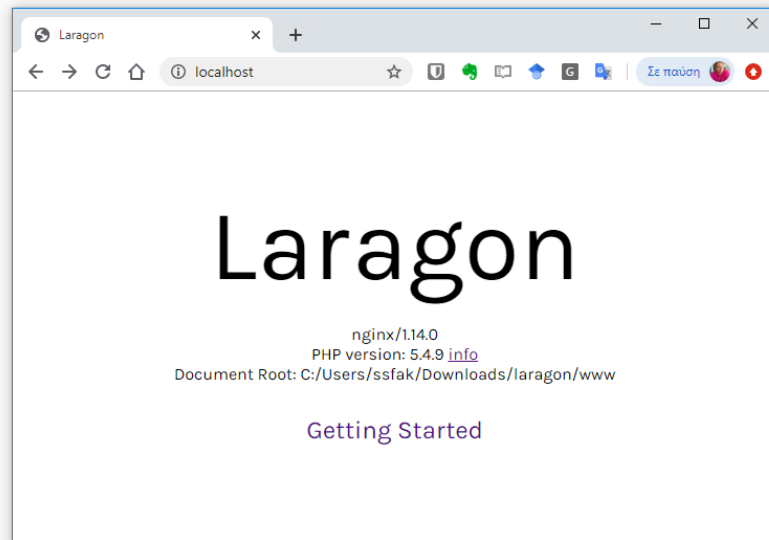 Laragon
localhost
G
Σε παύση
Laragon
nginx/1.14.0
PHP version: 5.4.9 info
Document Root: C:/Users/ssfak/Downloads/laragon/www
Getting Started